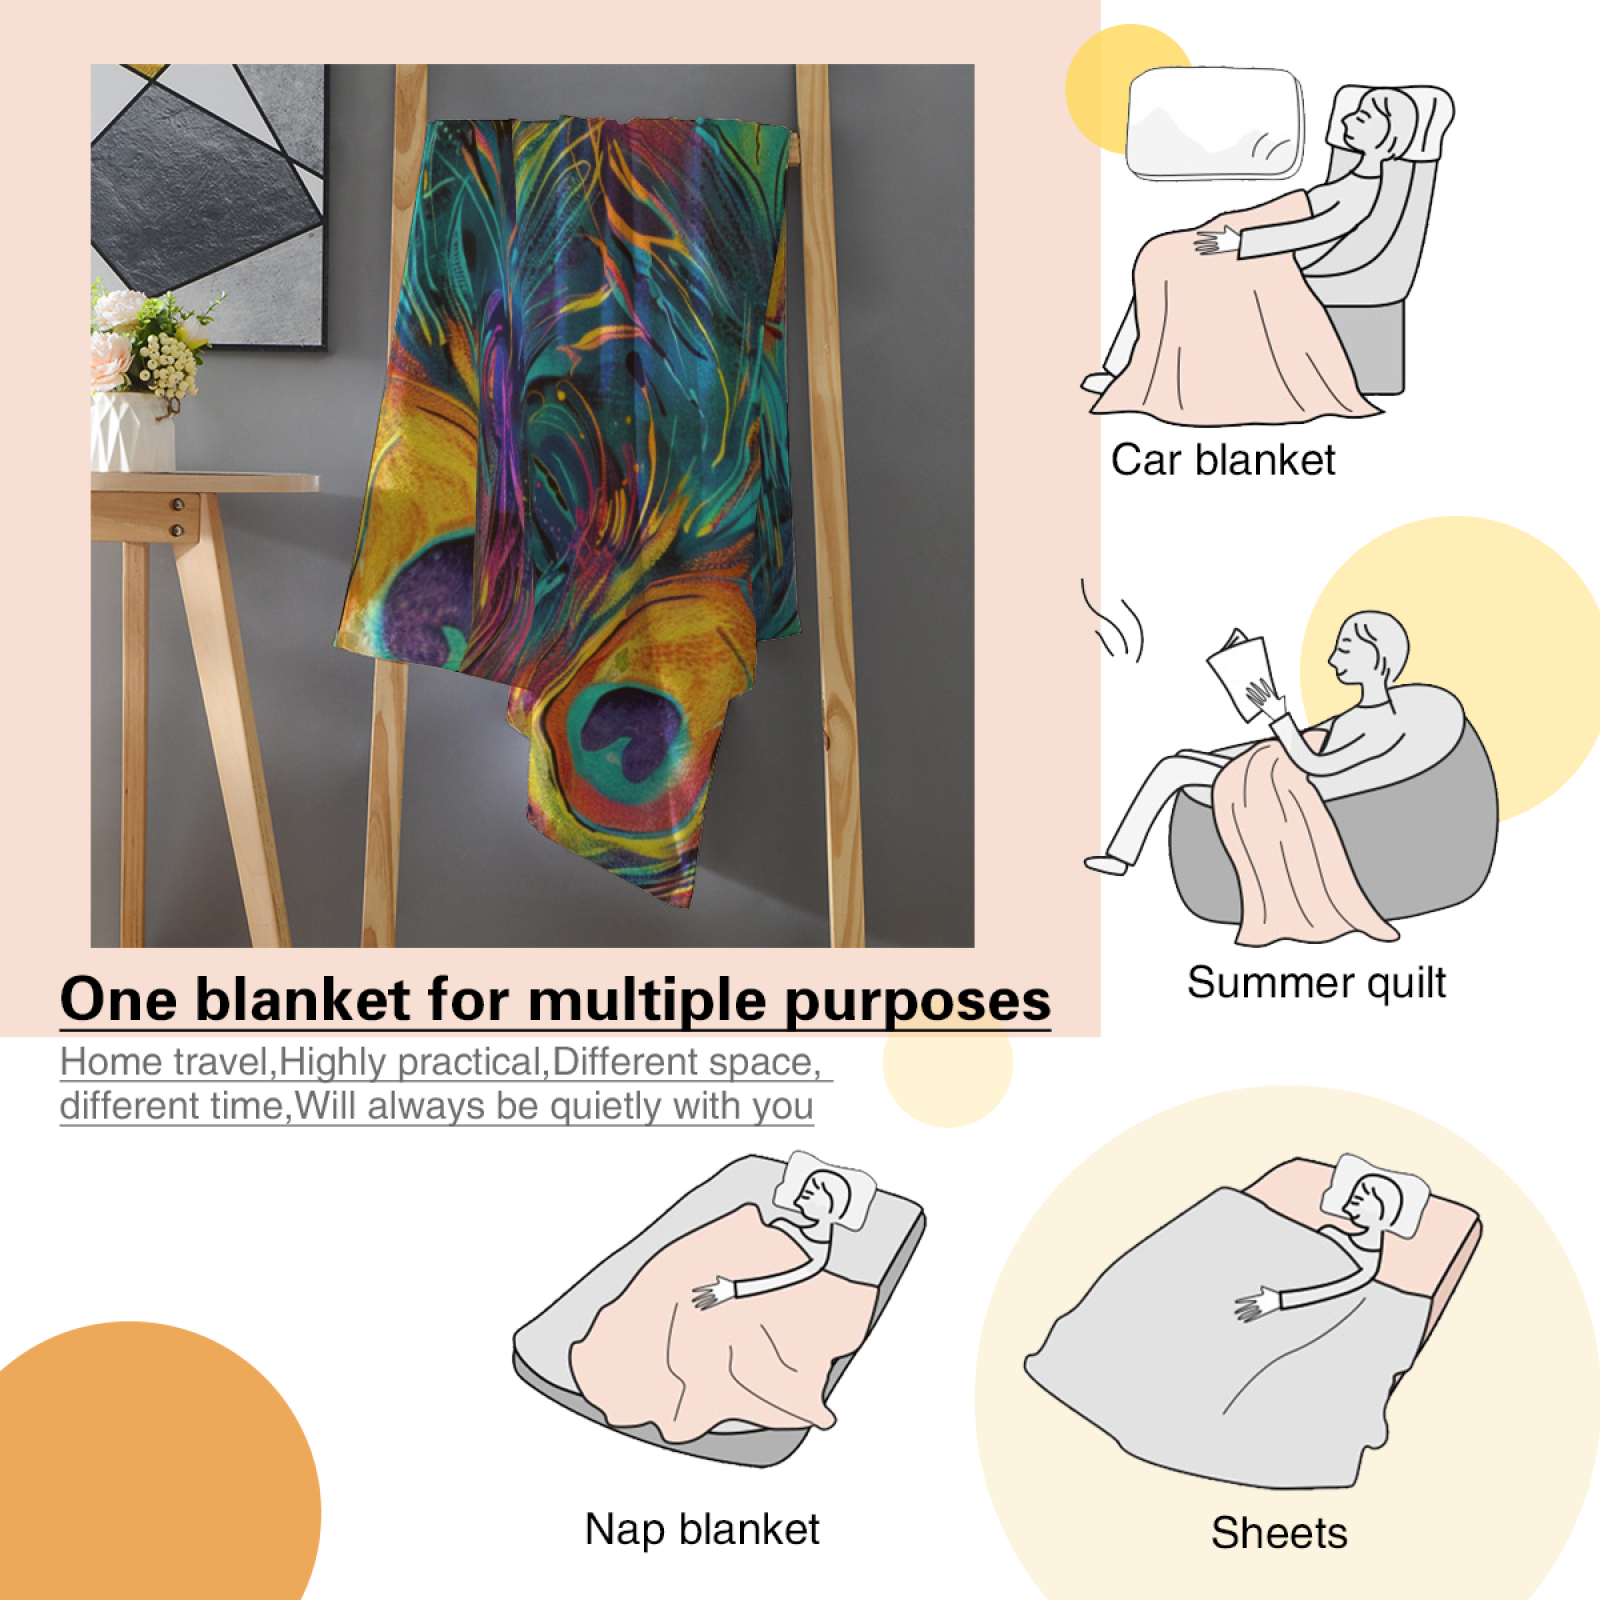 Car blanket
Summer quilt
One blanket for multiple purposes
Home travel,Highly practical,Different space,
different time,Will always be quietly with you
Nap blanket
Sheets